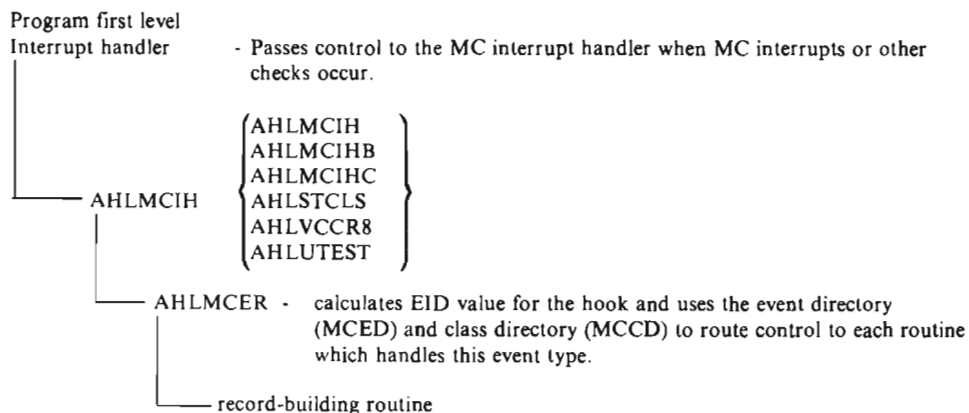 Program first level
Interrupt handler - Passes control to the MC interrupt handler when MC interrupts or other
checks occur.
AHLMCIH
AHLMCIHB
AHLMCIHC
AHLMCIH AHLSTCLS
AHLVCCR8
AHLUTEST
AHLMCER - calculates EID value for the hook and uses the event directory
(MCED) and class directory (MCCD) to route control to each routine
which handles this event type.
record-building routine